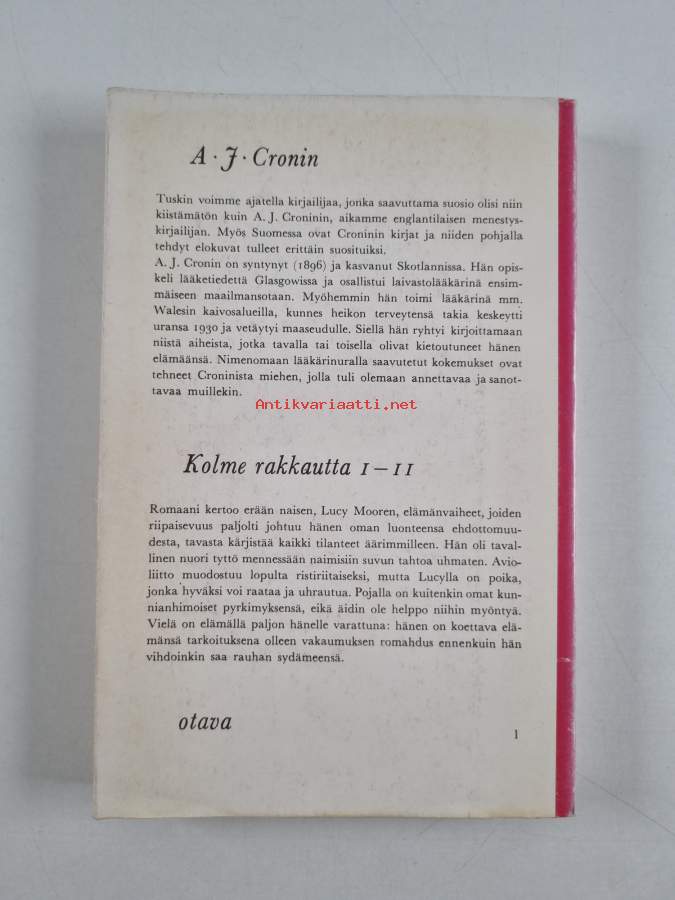 A · J · Cronin
Tuskin voimme ajatella kirjailijaa, jonka saavuttama suosio olisi niin
kiistämätön kuin A. J. Croninin, aikamme englantilaisen menestys-
kirjailijan. Myös Suomessa ovat Croninin kirjat ja niiden pohjalla
tehdyt elokuvat tulleet erittäin suosituiksi.
A. J. Cronin on syntynyt (1896) ja kasvanut Skotlannissa. Hän opis-
keli lääketiedettä Glasgowissa ja osallistui laivastolääkärinä ensim-
mäiseen maailmansotaan. Myöhemmin hän toimi lääkärinä mm.
Walesin kaivosalueilla, kunnes heikon terveytensä takia keskeytti
uransa 1930 ja vetäytyi maaseudulle. Siellä hän ryhtyi kirjoittamaan
niistä aiheista, jotka tavalla tai toisella olivat kietoutuneet hänen
elämäänsä. Nimenomaan lääkärinuralla saavutetut kokemukset ovat
tehneet Croninista miehen, jolla tuli olemaan annettavaa ja sanot-
tavaa muillekin.
Antikvariaatti.net
Kolme rakkautta I–II
Romaani kertoo erään naisen, Lucy Mooren, elämänvaiheet, joiden
riipaisevuus paljolti johtuu hänen oman luonteensa ehdottomuu-
desta, tavasta kärjistää kaikki tilanteet äärimmilleen. Hän oli taval-
linen nuori tyttö mennessään naimisiin suvun tahtoa uhmaten. Avio-
liitto muodostuu lopulta ristiriitaiseksi, mutta Lucylla on poika,
jonka hyväksi voi raataa ja uhrautua. Pojalla on kuitenkin omat kun-
nianhimoiset pyrkimyksensä, eikä äidin ole helppo niihin myöntyä.
Vielä on elämällä paljon hänelle varattuna: hänen on koettava elä-
mänsä tarkoituksena olleen vakaumuksen romahdus ennenkuin hän
vihdoinkin saa rauhan sydämeensä.
otava
1